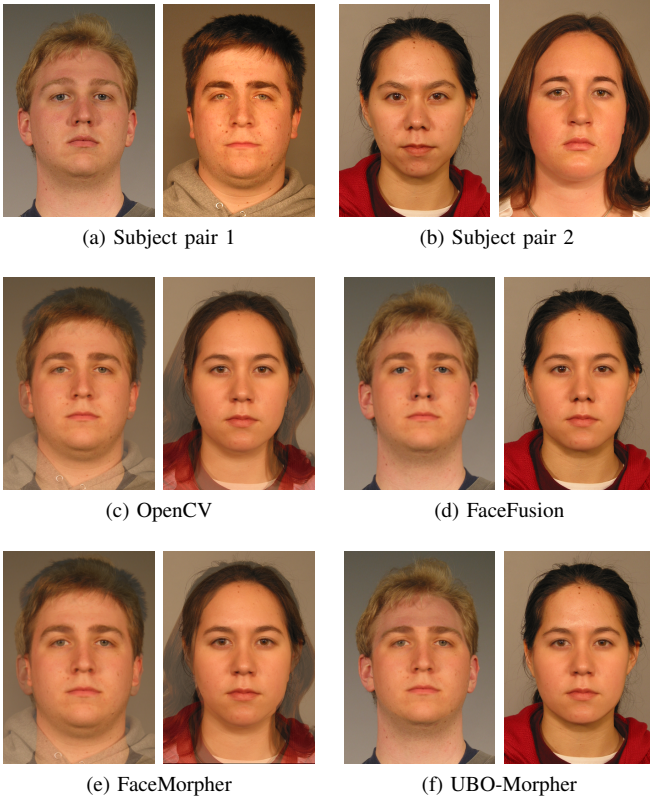 (a) Subject pair 1
(b) Subject pair 2
(c) OpenCV
(d) FaceFusion
(e) FaceMorpher
(f) UBO-Morpher